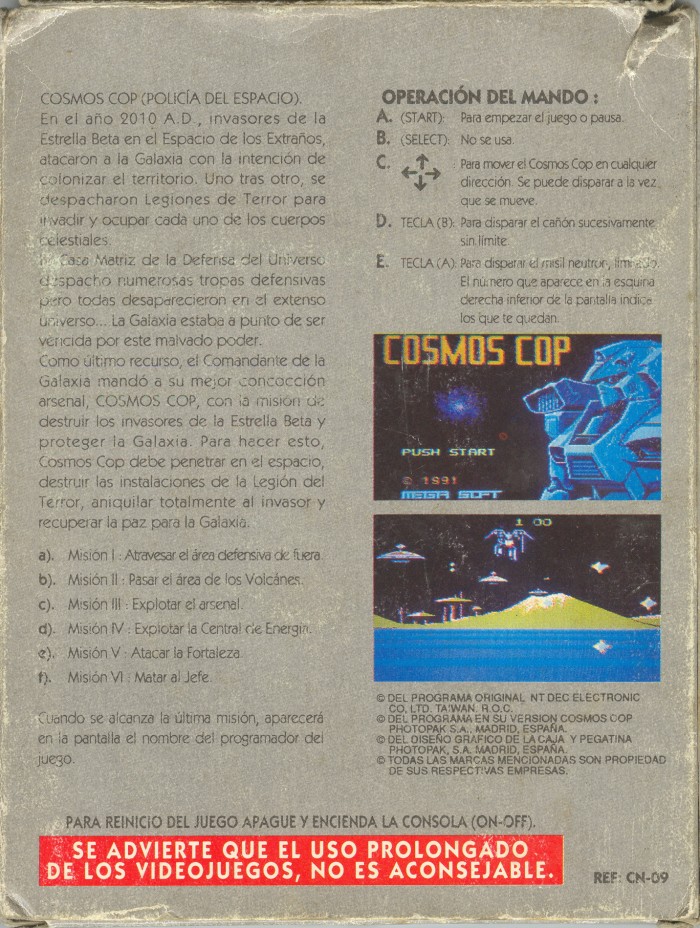 COSMOS COP (POLICÍA DEL ESPACIO).
En el año 2010 A.D., invasores de la
Estrella Beta en el Espacio de los Extraños,
atacaron a la Galaxia con la intención de
colonizar el territorio. Uno tras otro, se
despacharon Legiones de Terror para
invadir y ocupar cada uno de los cuerpos
celestiales.
la Casa Matriz de la Defensa del Universo
despacho numerosas tropas defensivas
pero todas desaparecieron en el extenso
universo... La Galaxia estaba a punto de ser
vencida por este malvado poder.
Como último recurso, el Comandante de la
Galaxia mandó a su mejor concocción
arsenal, COSMOS COP, con la misión de
destruir los invasores de la Estrella Beta y
proteger la Galaxia. Para hacer esto,
Cosmos Cop debe penetrar en el espacio,
destruir las instalaciones de la Legión del
Terror, aniquilar totalmente al invasor y
recuperar la paz para la Galaxia.
a). Misión I : Atravesar el área defensiva de fuera.
b). Misión II : Pasar el área de los Volcánes.
c). Misión III : Explotar el arsenal.
d). Misión IV : Explotar la Central de Energia.
e). Misión V : Atacar la Fortaleza.
f). Misión VI : Matar al Jefe.
Cuando se alcanza la última misión, aparecerá
en la pantalla el nombre del programador del
juego.
OPERACIÓN DEL MANDO :
A. (START): Para empezar el juego o pausa.
B. (SELECT): No se usa.
C. : Para mover el Cosmos Cop en cualquier
dirección. Se puede disparar a la vez
que se mueve.
D. TECLA (B): Para disparar el cañón sucesivamente
sin límite.
E. TECLA (A): Para disparar el misil neutron, limitado.
El número que aparece en la esquina
derecha inferior de la pantalla indica
los que te quedan.
COSMOS COP
PUSH START
© 1991
MEGA SOFT
1 00
© DEL PROGRAMA ORIGINAL NT DEC ELECTRONIC
CO, LTD. TAIWAN. R.O.C.
© DEL PROGRAMA EN SU VERSION COSMOS COP
PHOTOPAK S.A., MADRID, ESPAÑA.
© DEL DISEÑO GRAFICO DE LA CAJA Y PEGATINA
PHOTOPAK, S.A. MADRID, ESPAÑA.
© TODAS LAS MARCAS MENCIONADAS SON PROPIEDAD
DE SUS RESPECTIVAS EMPRESAS.
PARA REINICIO DEL JUEGO APAGUE Y ENCIENDA LA CONSOLA (ON-OFF).
SE ADVIERTE QUE EL USO PROLONGADO
DE LOS VIDEOJUEGOS, NO ES ACONSEJABLE.
REF: CN-09